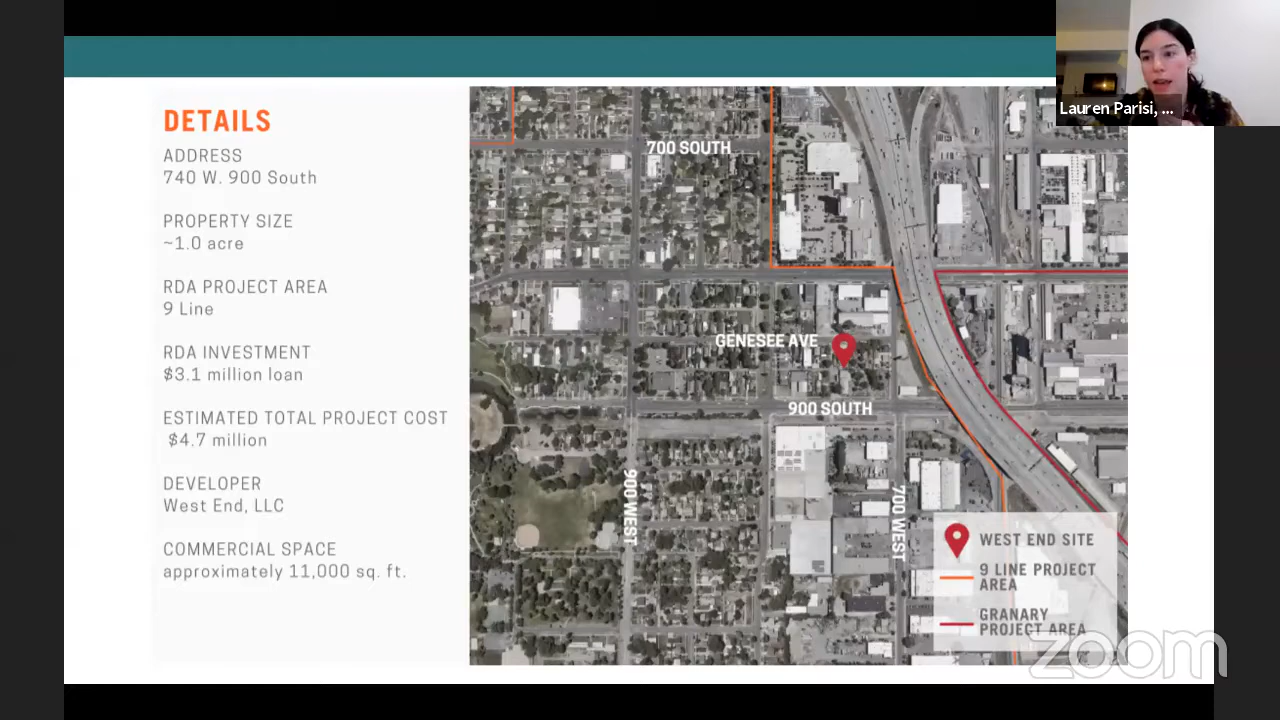 DETAILS
ADDRESS
740 W. 900 South
PROPERTY SIZE
~1.0 acre
RDA PROJECT AREA
9 Line
RDA INVESTMENT
$3.1 million loan
ESTIMATED TOTAL PROJECT COST
$4.7 million
DEVELOPER
West End, LLC
COMMERCIAL SPACE
approximately 11,000 sq. ft.
700 SOUTH
GENESEE AVE
900 SOUTH
900 WEST
700 WEST
WEST END SITE
9 LINE PROJECT
AREA
GRANARY
PROJECT AREA
Lauren Parisi, ...
zoom